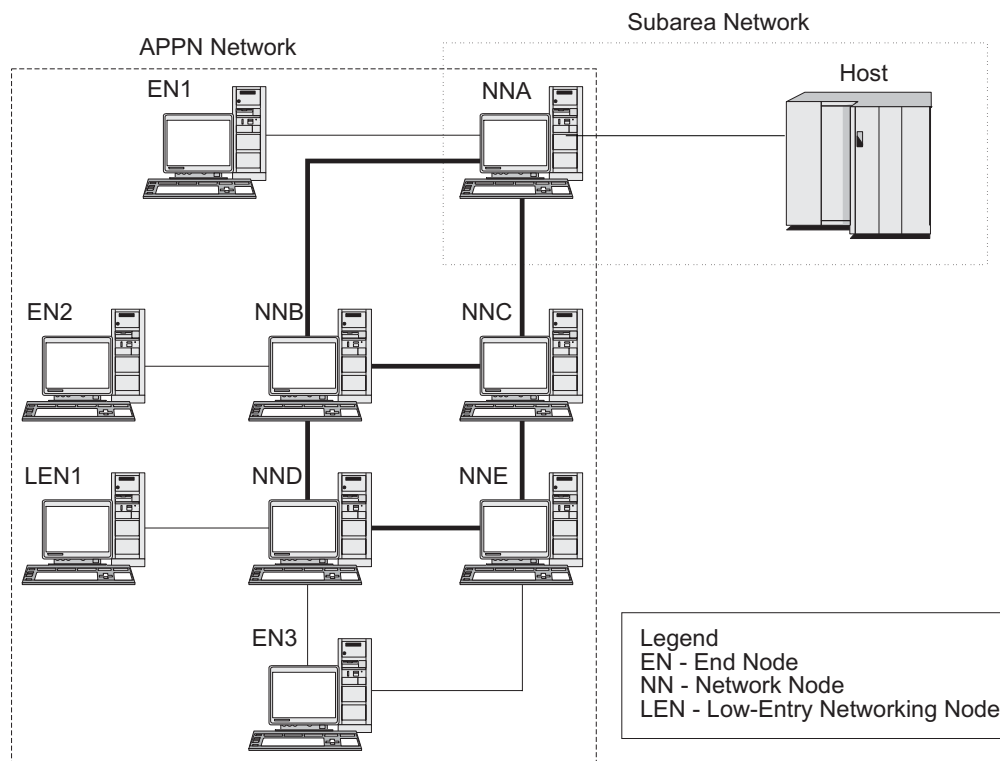 Subarea Network
APPN Network
EN1
NNA
Host
EN2
NNB
NNC
LEN1
NND
NNE
EN3
Legend
EN - End Node
NN - Network Node
LEN - Low-Entry Networking Node